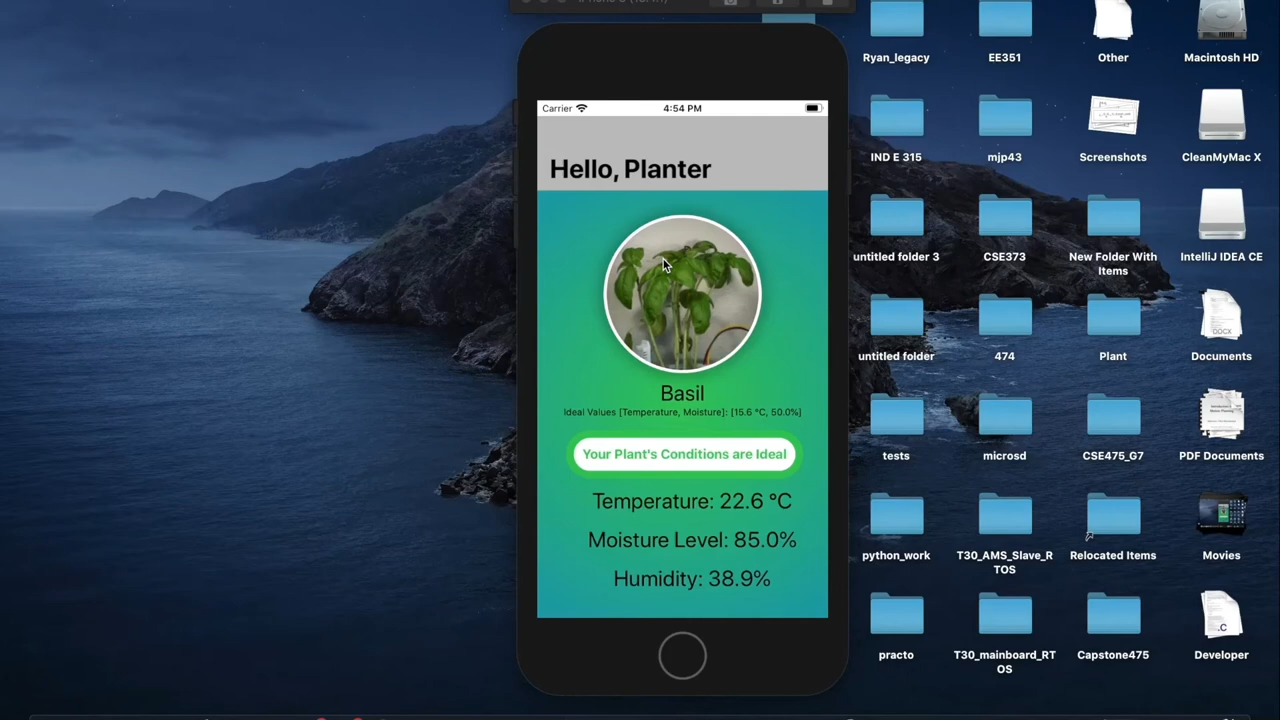 Carrier
4:54 PM
Hello, Planter
Basil
Ideal Values [Temperature, Moisture]: [15.6 °C, 50.0%]
Your Plant's Conditions are Ideal
Temperature: 22.6 °C
Moisture Level: 85.0%
Humidity: 38.9%
Ryan_legacy
EE351
Other
Macintosh HD
IND E 315
mjp43
Screenshots
CleanMyMac X
untitled folder 3
CSE373
New Folder With
Items
IntelliJ IDEA CE
untitled folder
474
Plant
Documents
tests
microsd
CSE475_G7
PDF Documents
python_work
T30_AMS_Slave_R
TOS
Relocated Items
Movies
practo
T30_mainboard_RT
OS
Capstone475
Developer